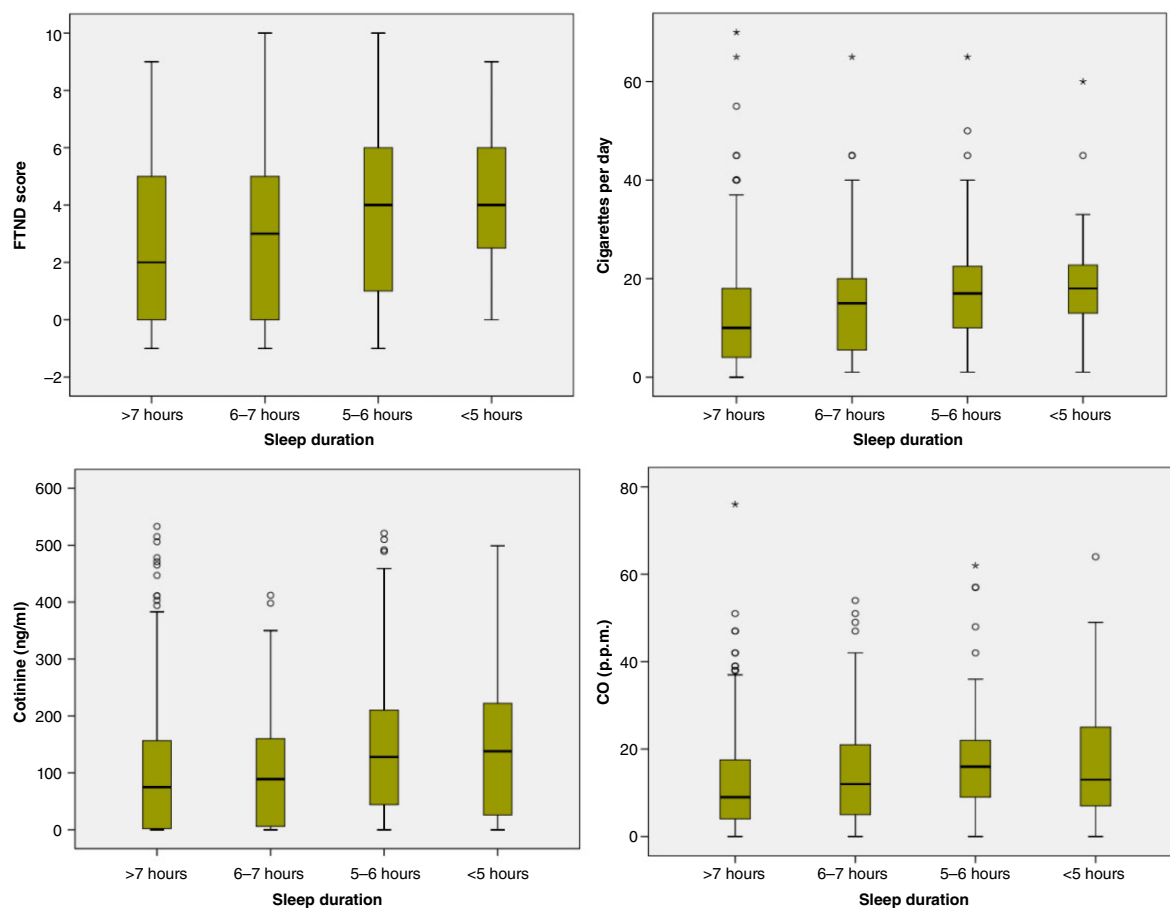 10
8
6
4
2
0
–2
FTND score
>7 hours
6–7 hours
5–6 hours
<5 hours
Sleep duration
60
40
20
0
Cigarettes per day
>7 hours
6–7 hours
5–6 hours
<5 hours
Sleep duration
600
500
400
300
200
100
0
Cotinine (ng/ml)
>7 hours
6–7 hours
5–6 hours
<5 hours
Sleep duration
80
60
40
20
0
CO (p.p.m.)
>7 hours
6–7 hours
5–6 hours
<5 hours
Sleep duration